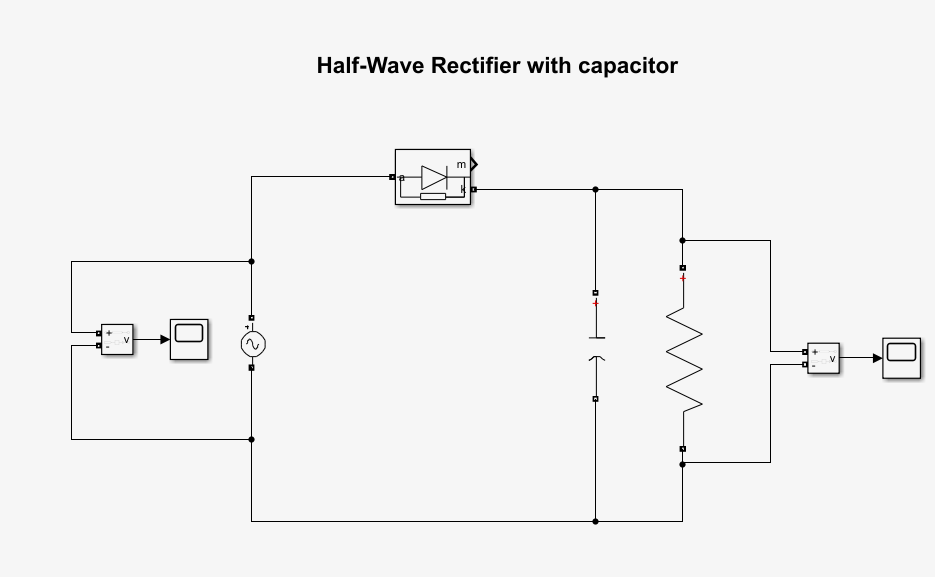 Half-Wave Rectifier with capacitor
m
a
k
+
+
-
v
+
+
+
-
v